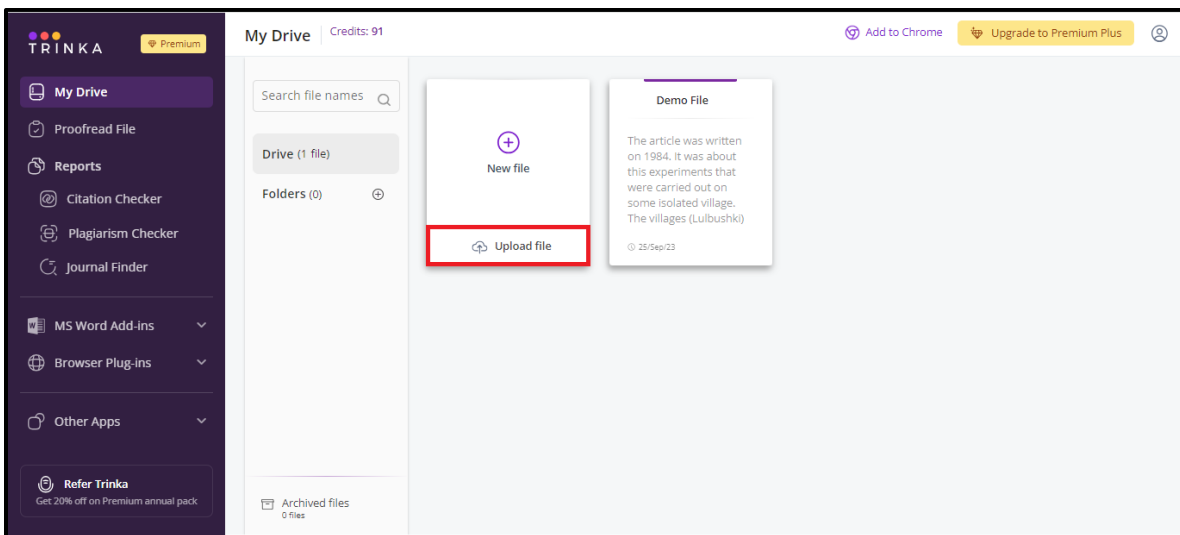 TRINKA
Premium
My Drive
Proofread File
Reports
Citation Checker
Plagiarism Checker
Journal Finder
MS Word Add-ins
Browser Plug-ins
Other Apps
Refer Trinka
Get 20% off on Premium annual pack
My Drive
Credits: 91
Add to Chrome
Upgrade to Premium Plus
Search file names
Drive (1 file)
Folders (0)
Archived files
0 files
New file
Upload file
Demo File
The article was written
on 1984. It was about
this experiments that
were carried out on
some isolated village.
The villages (Lulbushki)
25/Sep/23